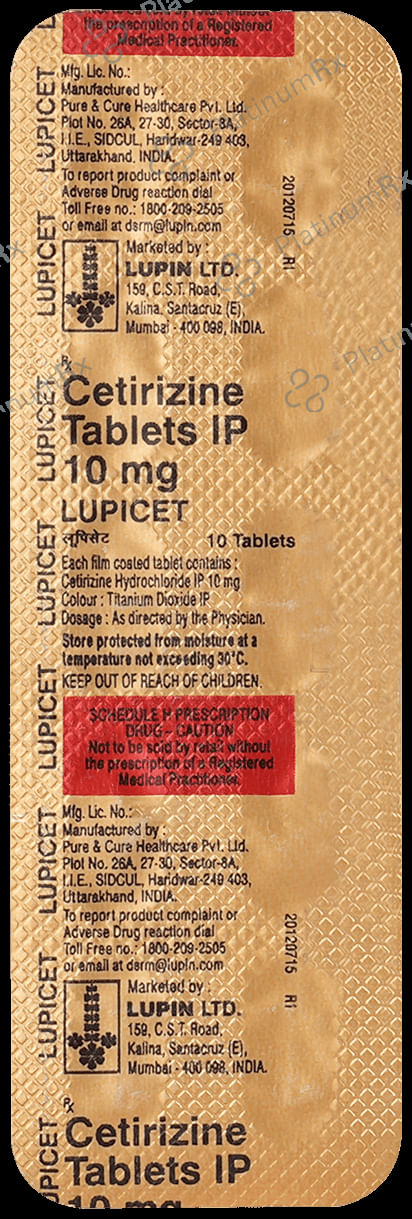 the prescription of a Registered
Medical Practitioner.
Mfg. Lic. No.:
Manufactured by :
Pure & Cure Healthcare Pvt. Ltd.
Plot No. 26A, 27-30, Sector-8A,
I.I.E., SIDCUL, Haridwar-249 403,
Uttarakhand, INDIA.
To report product complaint or
Adverse Drug reaction dial
Toll Free no.: 1800-209-2505
or email at dsrm@lupin.com
Marketed by :
LUPIN LTD.
159, C.S.T. Road,
Kalina, Santacruz (E),
Mumbai - 400 098, INDIA.
20120715 R1
Rx
Cetirizine
Tablets IP
10 mg
LUPICET
लूपिसेट 10 Tablets
Each film coated tablet contains :
Cetirizine Hydrochloride IP 10 mg
Colour : Titanium Dioxide IP
Dosage : As directed by the Physician.
Store protected from moisture at a
temperature not exceeding 30°C.
KEEP OUT OF REACH OF CHILDREN.
SCHEDULE H PRESCRIPTION
DRUG - CAUTION
Not to be sold by retail without
the prescription of a Registered
Medical Practitioner.
Mfg. Lic. No.:
Manufactured by :
Pure & Cure Healthcare Pvt. Ltd.
Plot No. 26A, 27-30, Sector-8A,
I.I.E., SIDCUL, Haridwar-249 403,
Uttarakhand, INDIA.
To report product complaint or
Adverse Drug reaction dial
Toll Free no.: 1800-209-2505
or email at dsrm@lupin.com
Marketed by :
LUPIN LTD.
159, C.S.T. Road,
Kalina, Santacruz (E),
Mumbai - 400 098, INDIA.
20120715 R1
Rx
Cetirizine
Tablets IP
10 mg
LUPICET LUPICET LUPICET LUPICET LUPICET LUPICET LUPICET LUPICET LUPICET
PlatinumRx